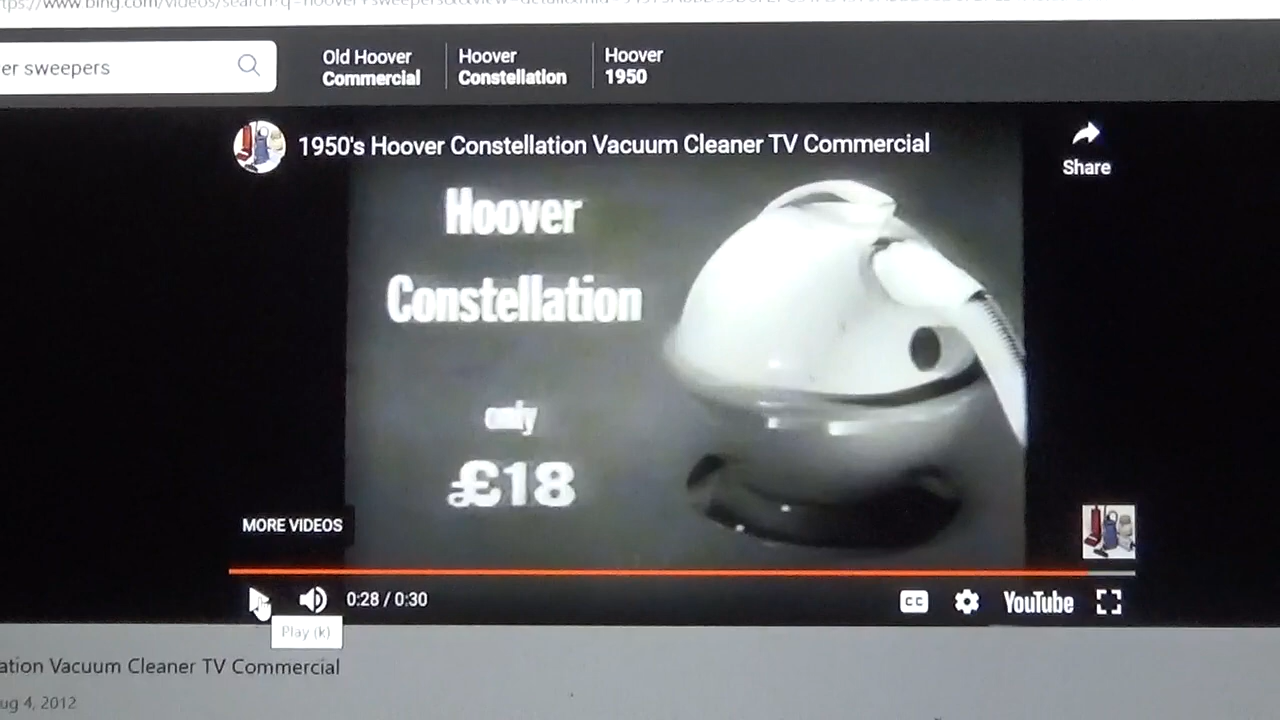 er sweepers
Old Hoover
Commercial
Hoover
Constellation
Hoover
1950
1950's Hoover Constellation Vacuum Cleaner TV Commercial
Share
Hoover
Constellation
only
£18
MORE VIDEOS
0:28 / 0:30
CC
YouTube
Play (k)
ation Vacuum Cleaner TV Commercial
ug 4, 2012